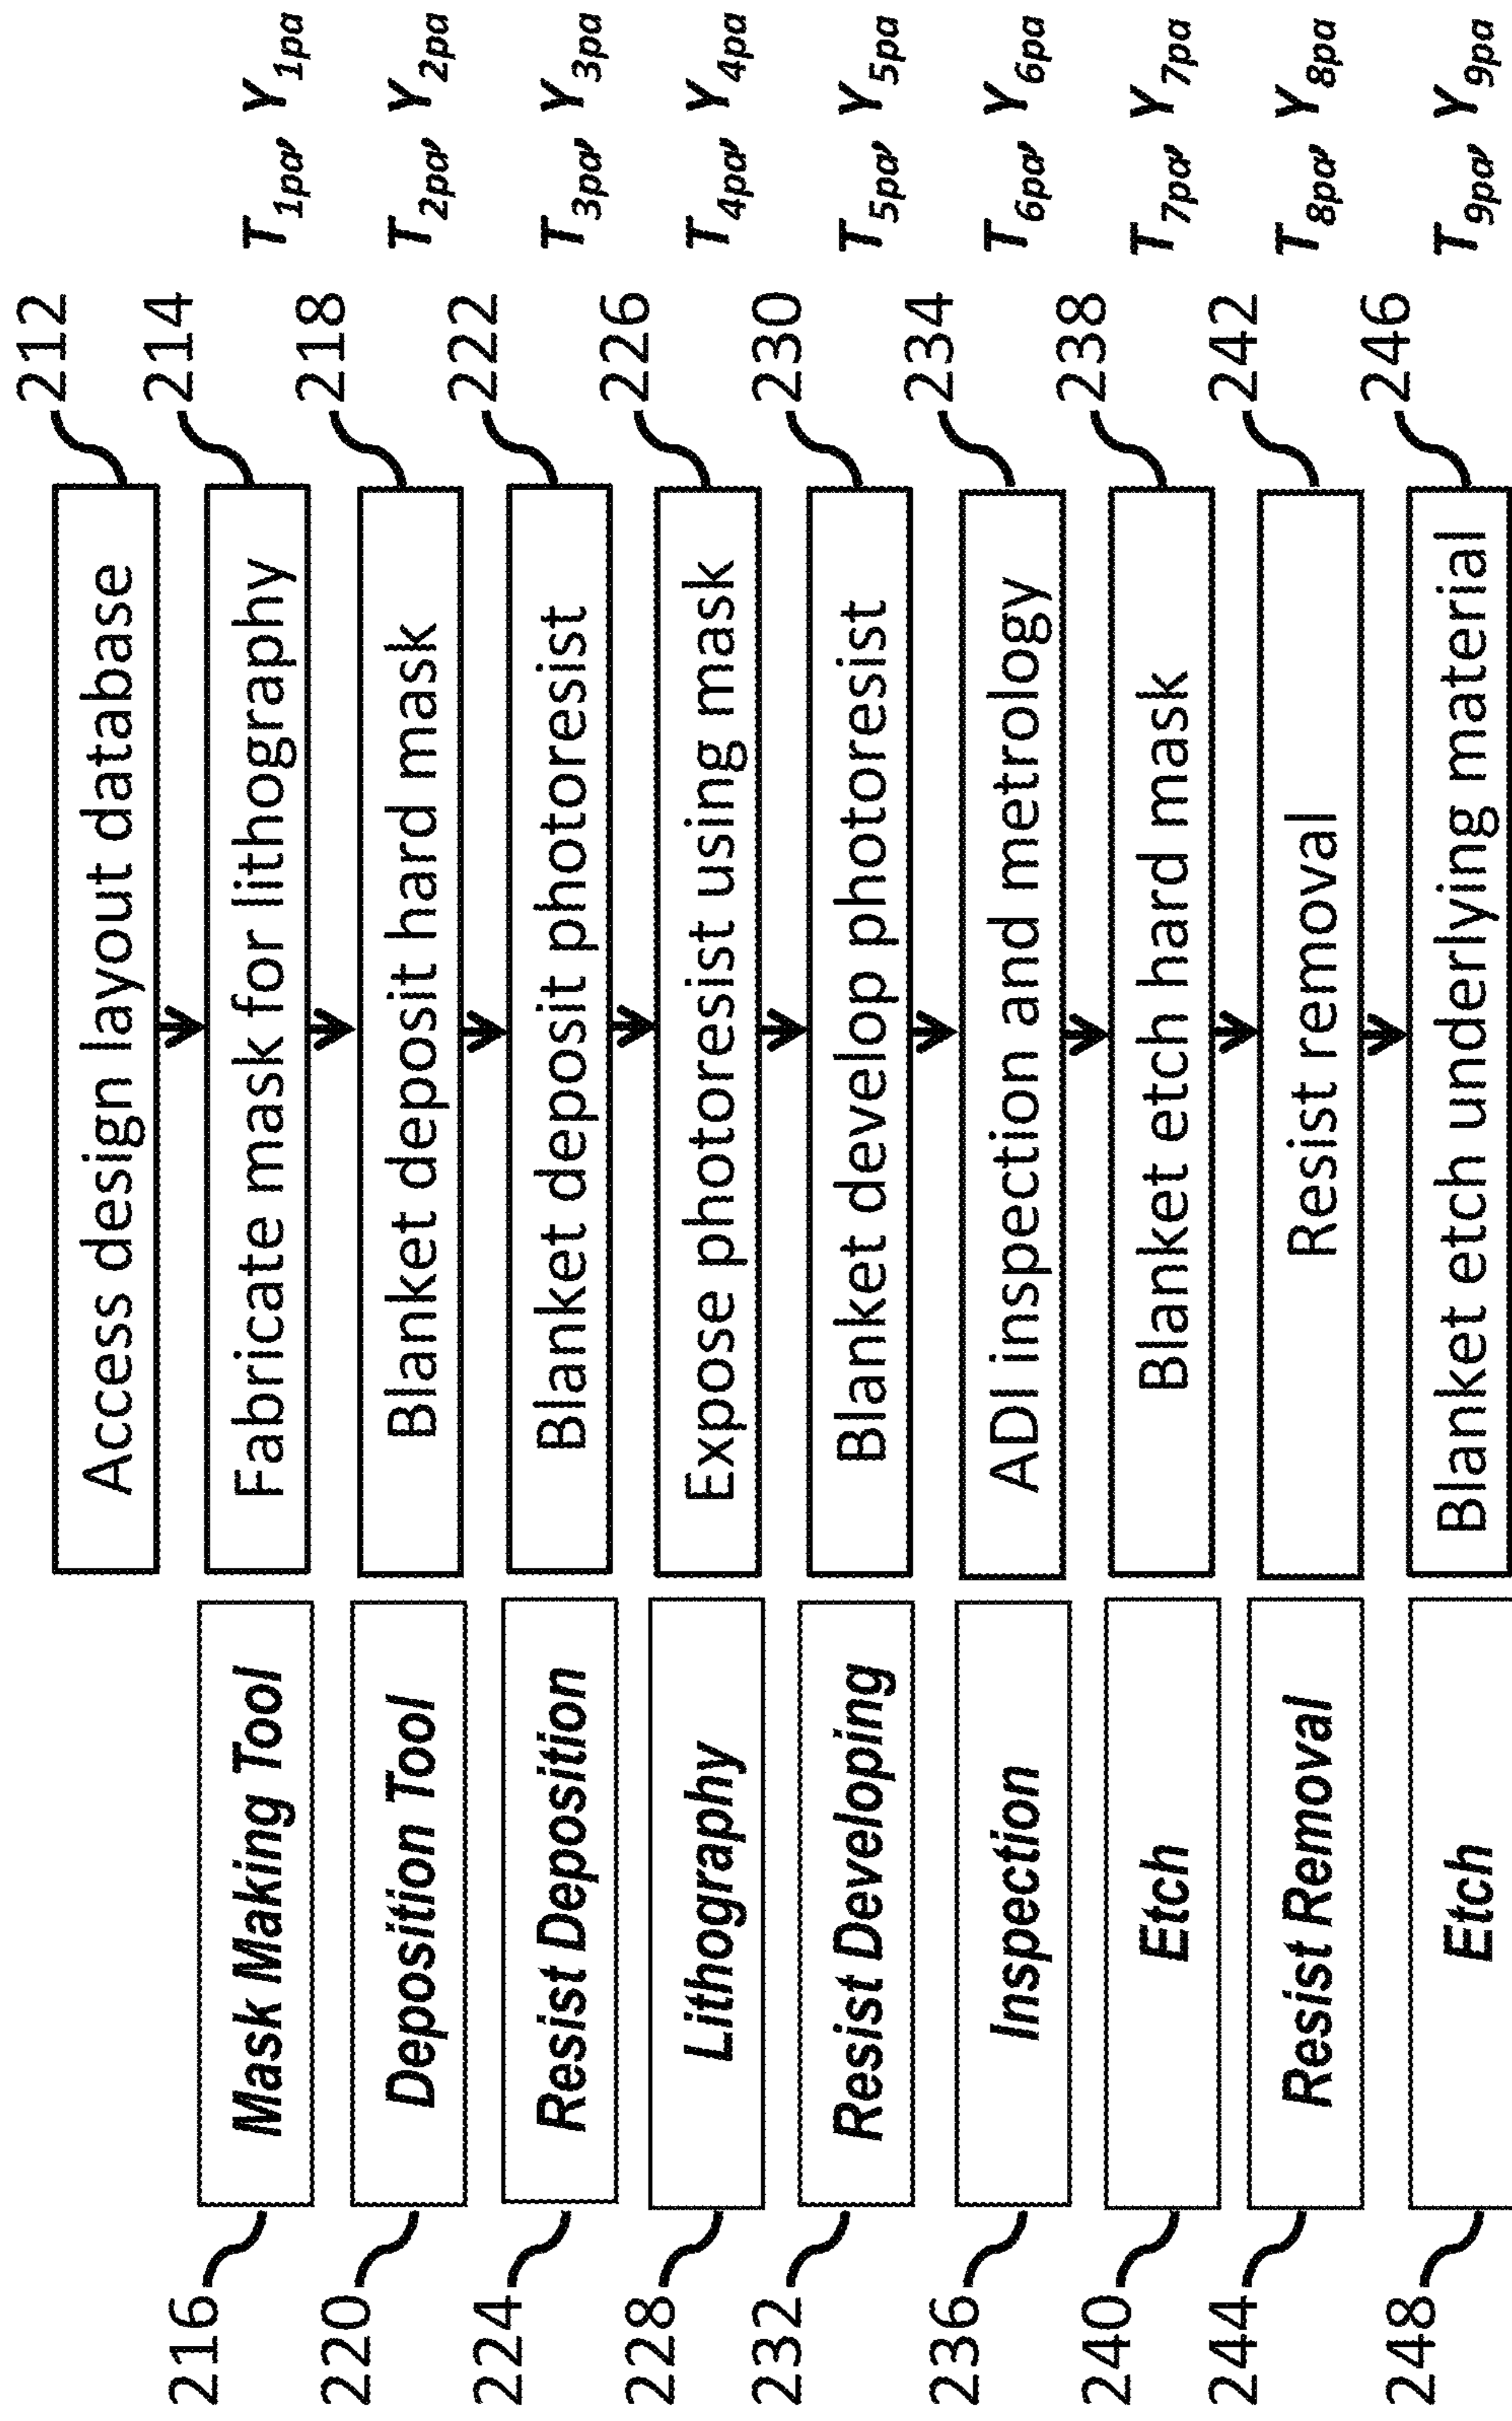 212
Access design layout database
214
216 Mask Making Tool Fabricate mask for lithography T1pa, Y1pa
218
220 Deposition Tool Blanket deposit hard mask T2pa, Y2pa
222
224 Resist Deposition Blanket deposit photoresist T3pa, Y3pa
226
228 Lithography Expose photoresist using mask T4pa, Y4pa
230
232 Resist Developing Blanket develop photoresist T5pa, Y5pa
234
236 Inspection ADI inspection and metrology T6pa, Y6pa
238
240 Etch Blanket etch hard mask T7pa, Y7pa
242
244 Resist Removal Resist removal T8pa, Y8pa
246
248 Etch Blanket etch underlying material T9pa, Y9pa